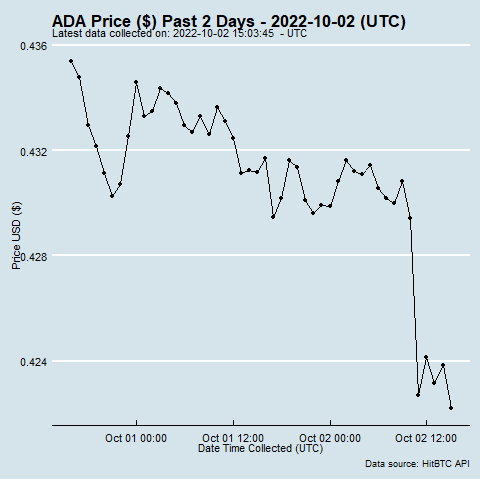 ADA Price ($) Past 2 Days - 2022-10-02 (UTC)
Latest data collected on: 2022-10-02 15:03:45 - UTC
0.436
0.432
0.428
0.424
Price USD ($)
Oct 01 00:00 Oct 01 12:00 Oct 02 00:00 Oct 02 12:00
Date Time Collected (UTC)
Data source: HitBTC API